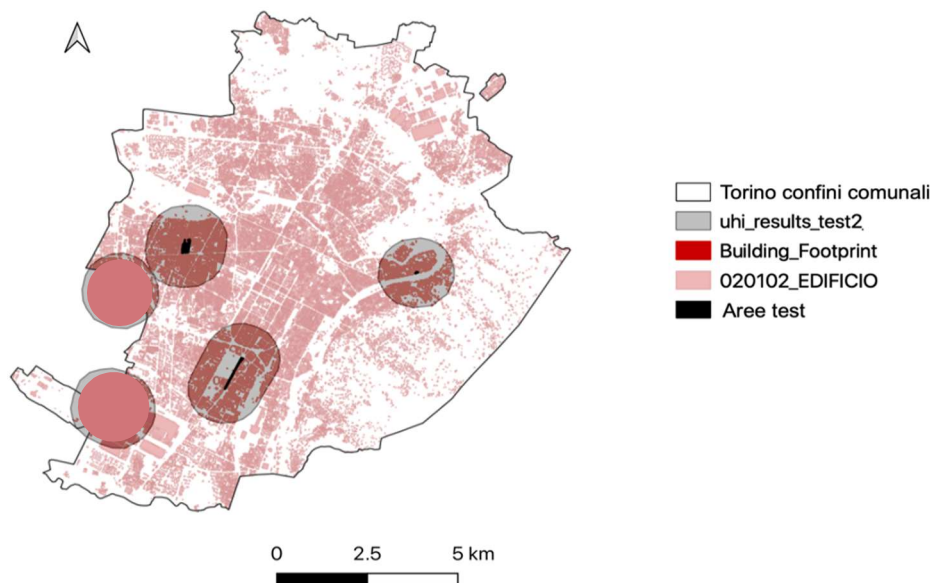 Torino confini comunali
uhi_results_test2
Building_Footprint
020102_EDIFICIO
Aree test
0 2.5 5 km